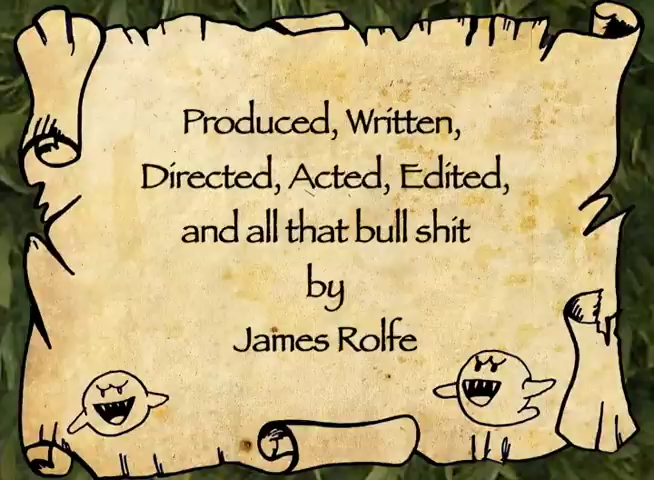 Produced, Written,
Directed, Acted, Edited,
and all that bull shit
by
James Rolfe